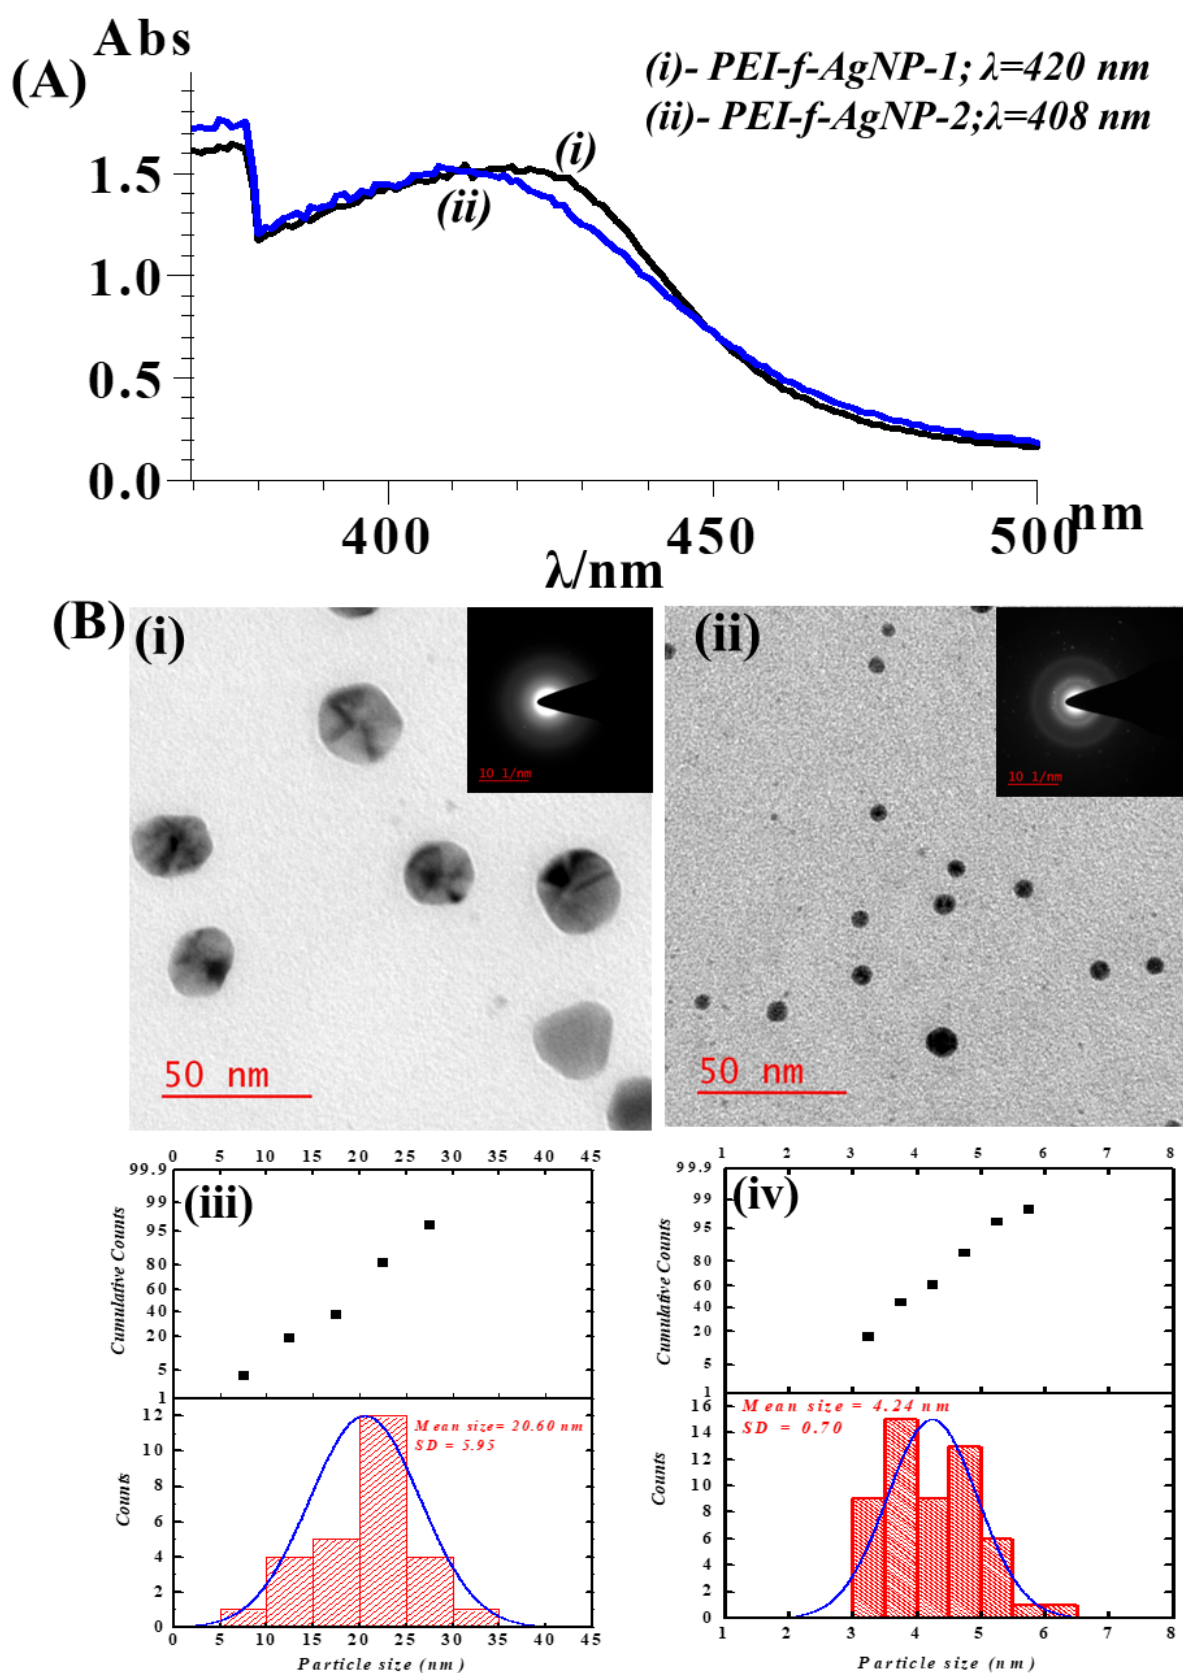 Abs
(A)
(i)- PEI-f-AgNP-1; λ=420 nm
(ii)- PEI-f-AgNP-2;λ=408 nm
(i)
(ii)
1.5
1.0
0.5
0.0
400 450 500 nm
λ/nm
(B)
(i)
10 1/nm
50 nm
(ii)
10 1/nm
50 nm
0 5 10 15 20 25 30 35 40 45
(iii)
Cumulative Counts
99.9
99
95
80
60
40
20
5
1
Mean size= 20.60 nm
SD = 5.95
Counts
12
10
8
6
4
2
0
0 5 10 15 20 25 30 35 40 45
Particle size (nm)
1 2 3 4 5 6 7 8
(iv)
Cumulative Counts
99.9
99
95
80
60
40
20
5
1
Mean size = 4.24 nm
SD = 0.70
Counts
16
14
12
10
8
6
4
2
0
1 2 3 4 5 6 7 8
Particle size (nm)